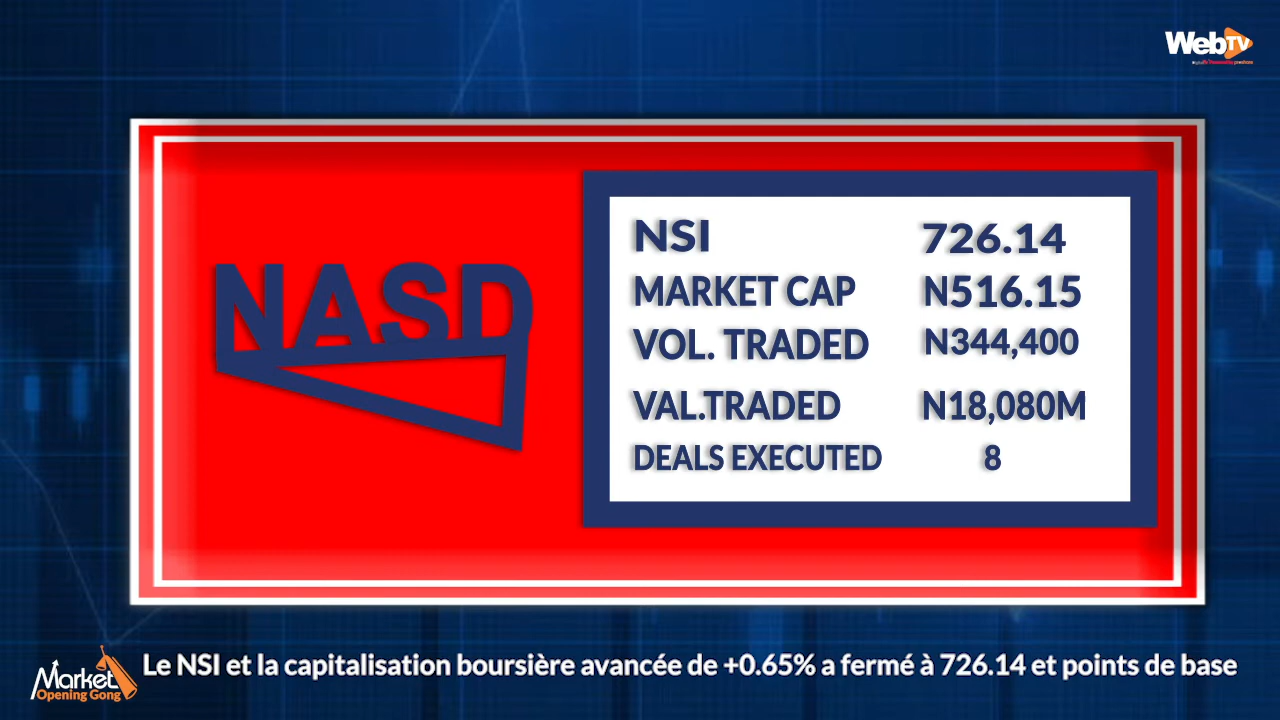 WebTV
NASD
NSI 726.14
MARKET CAP N516.15
VOL. TRADED N344,400
VAL.TRADED N18,080M
DEALS EXECUTED 8
Market
Opening Gong
Le NSI et la capitalisation boursière avancée de +0.65% a fermé à 726.14 et points de base